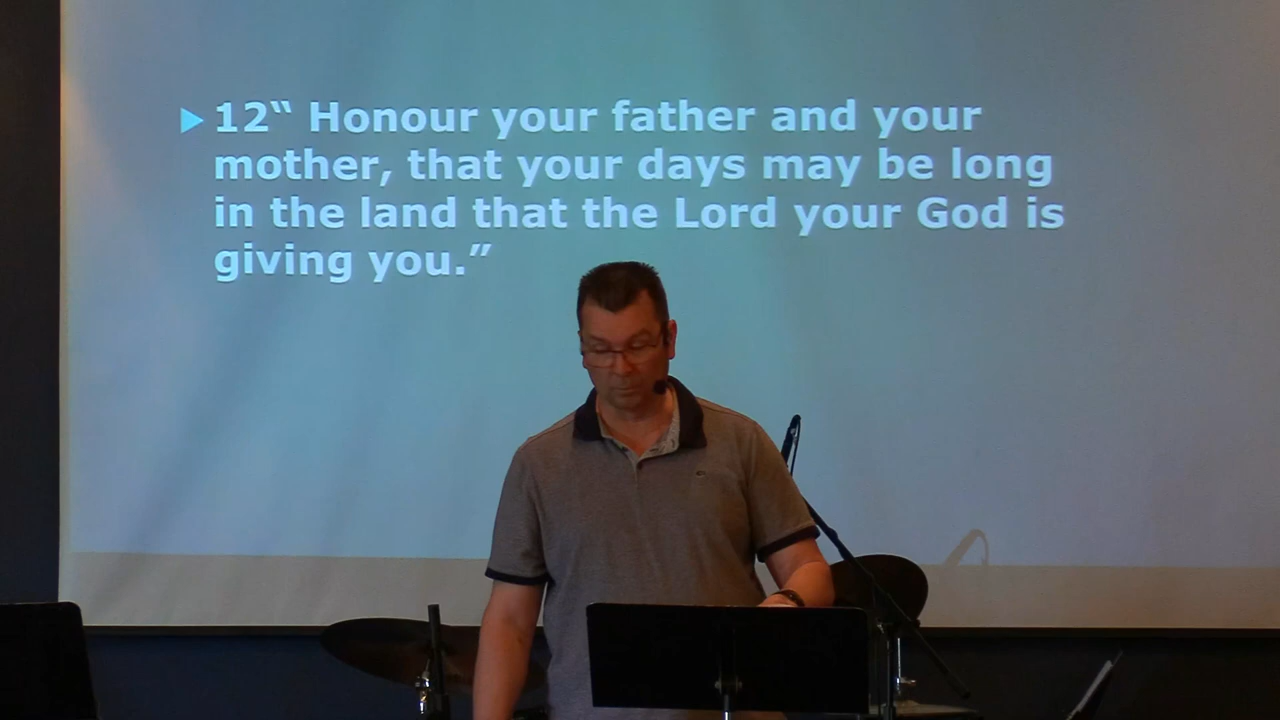 12“ Honour your father and your
mother, that your days may be long
in the land that the Lord your God is
giving you.”